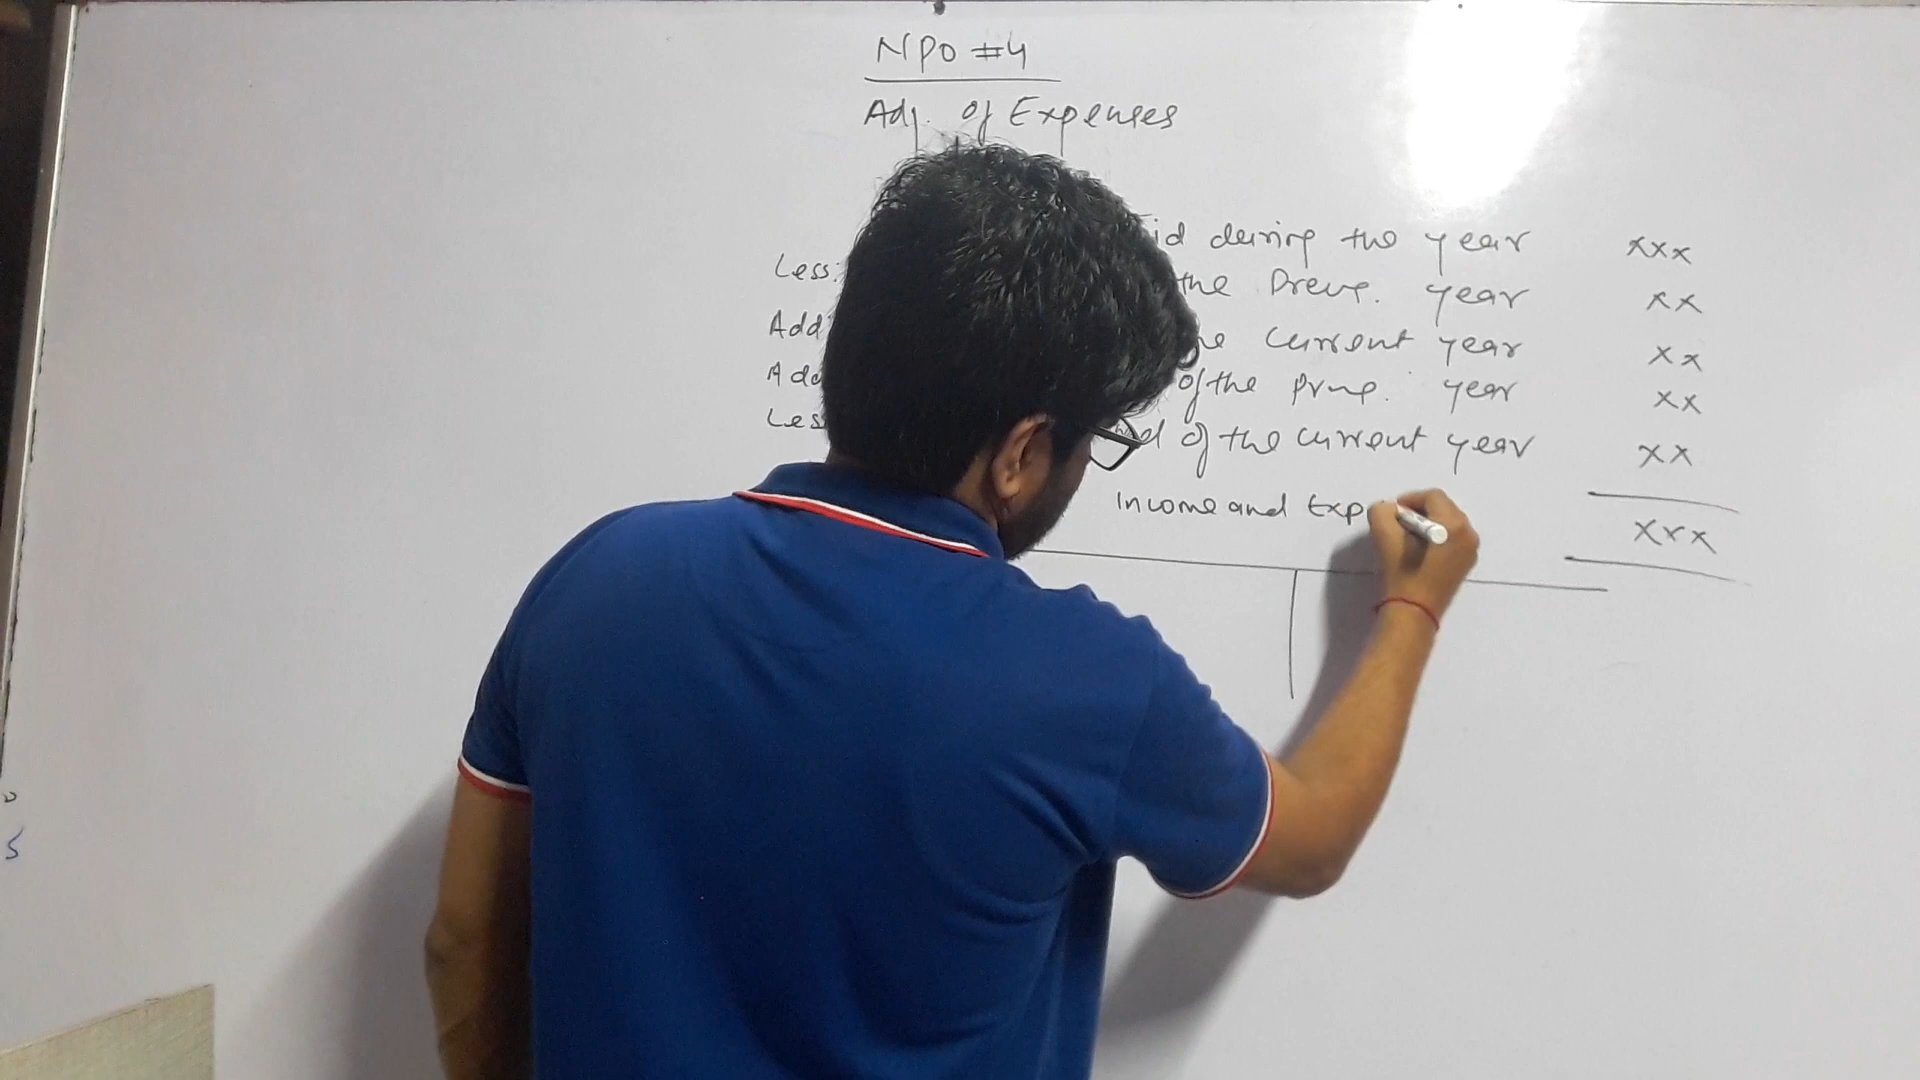 NPO #4
Adj. of Expenses
id during the year xxx
Less: the Prev. year xx
Add current year xx
Add of the Prev. year xx
Less of the current year xx
Income and Exp xxx